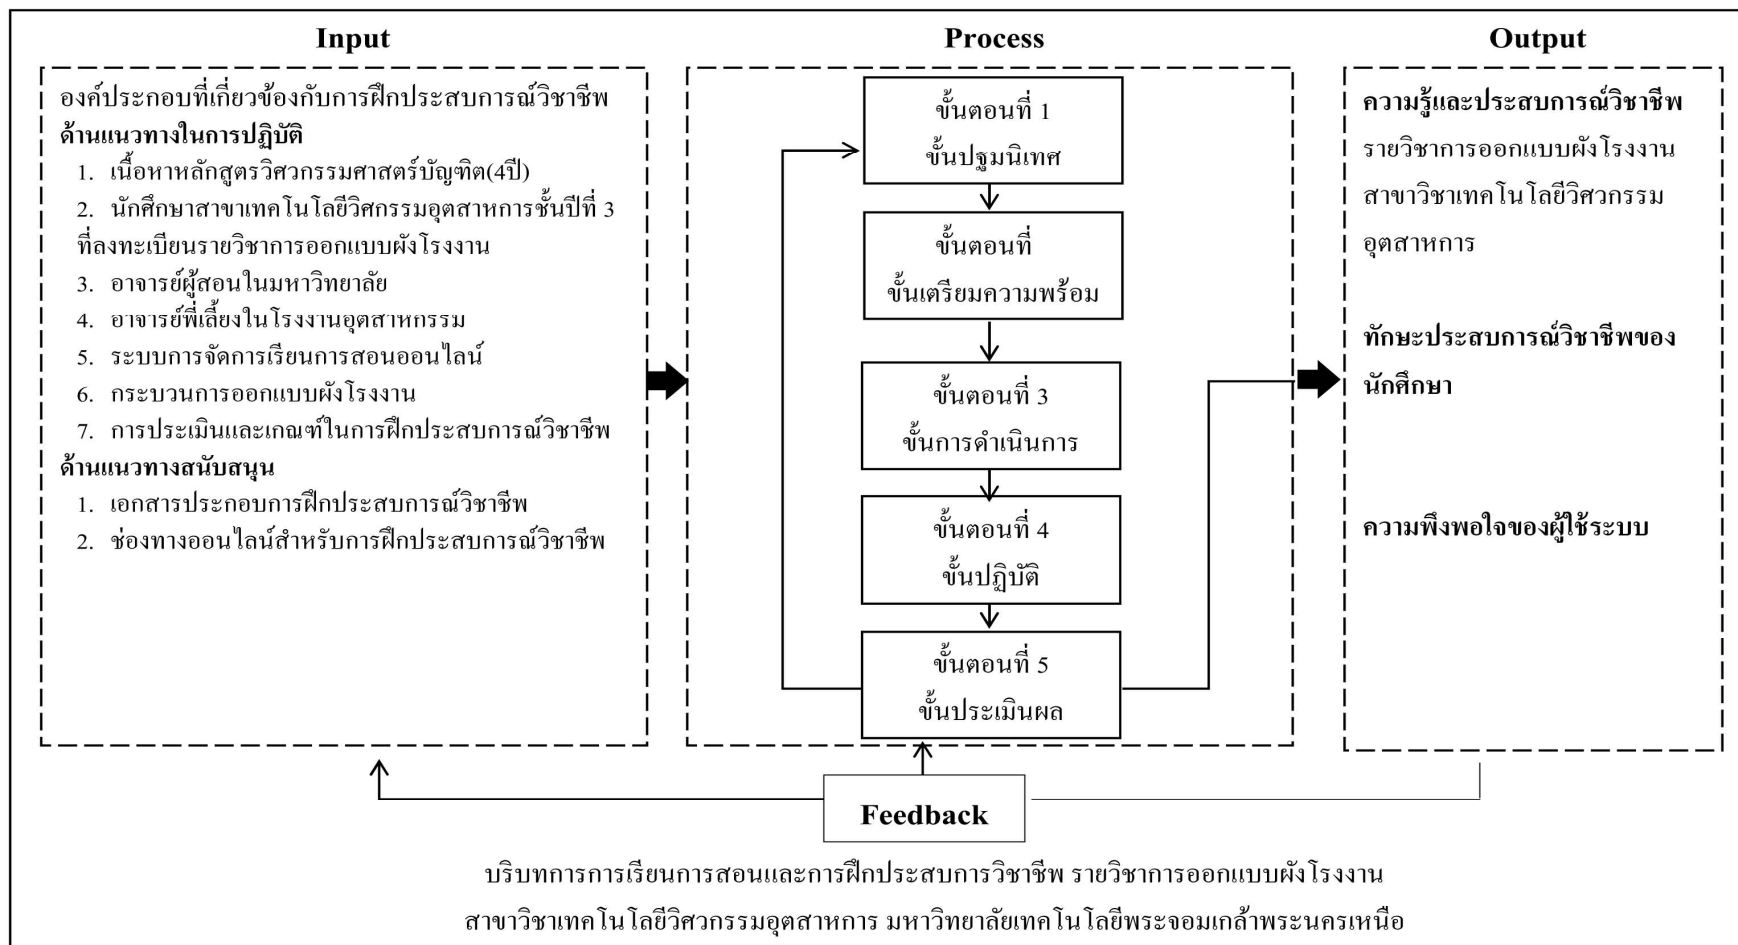 Input
องค์ประกอบที่เกี่ยวข้องกับการฝึกประสบการณ์วิชาชีพ
ด้านแนวทางในการปฏิบัติ
1. เนื้อหาหลักสูตรวิศวกรรมศาสตร์บัญฑิต(4ปี)
2. นักศึกษาสาขาเทคโนโลยีวิศกรรมอุตสาหการชั้นปีที่ 3
ที่ลงทะเบียนรายวิชาการออกแบบผังโรงงาน
3. อาจารย์ผู้สอนในมหาวิทยาลัย
4. อาจารย์พี่เลี้ยงในโรงงานอุตสาหกรรม
5. ระบบการจัดการเรียนการสอนออนไลน์
6. กระบวนการออกแบบผังโรงงาน
7. การประเมินและเกณฑ์ในการฝึกประสบการณ์วิชาชีพ
ด้านแนวทางสนับสนุน
1. เอกสารประกอบการฝึกประสบการณ์วิชาชีพ
2. ช่องทางออนไลน์สำหรับการฝึกประสบการณ์วิชาชีพ
Process
ขั้นตอนที่ 1
ขั้นปฐมนิเทศ
ขั้นตอนที่
ขั้นเตรียมความพร้อม
ขั้นตอนที่ 3
ขั้นการดำเนินการ
ขั้นตอนที่ 4
ขั้นปฏิบัติ
ขั้นตอนที่ 5
ขั้นประเมินผล
Output
ความรู้และประสบการณ์วิชาชีพ
รายวิชาการออกแบบผังโรงงาน
สาขาวิชาเทคโนโลยีวิศวกรรม
อุตสาหการ
ทักษะประสบการณ์วิชาชีพของ
นักศึกษา
ความพึงพอใจของผู้ใช้ระบบ
Feedback
บริบทการการเรียนการสอนและการฝึกประสบการวิชาชีพ รายวิชาการออกแบบผังโรงงาน
สาขาวิชาเทคโนโลยีวิศวกรรมอุตสาหการ มหาวิทยาลัยเทคโนโลยีพระจอมเกล้าพระนครเหนือ